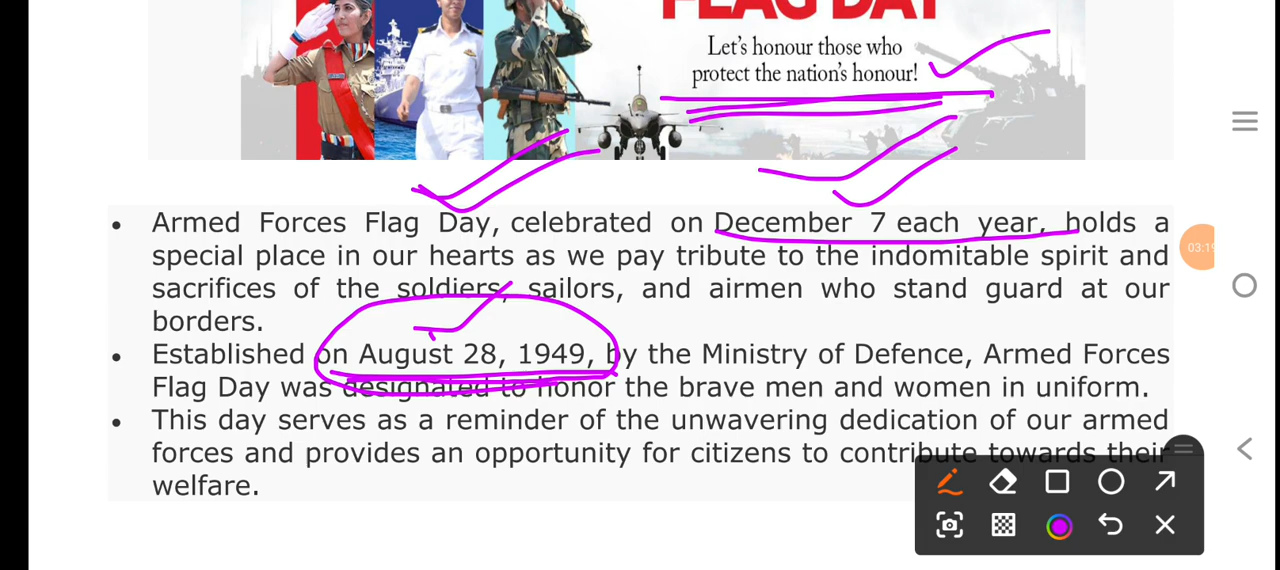 FLAG DAY
Let's honour those who
protect the nation's honour!
• Armed Forces Flag Day, celebrated on December 7 each year, holds a
special place in our hearts as we pay tribute to the indomitable spirit and
sacrifices of the soldiers, sailors, and airmen who stand guard at our
borders.
• Established on August 28, 1949, by the Ministry of Defence, Armed Forces
Flag Day was designated to honor the brave men and women in uniform.
• This day serves as a reminder of the unwavering dedication of our armed
forces and provides an opportunity for citizens to contribute towards their
welfare.